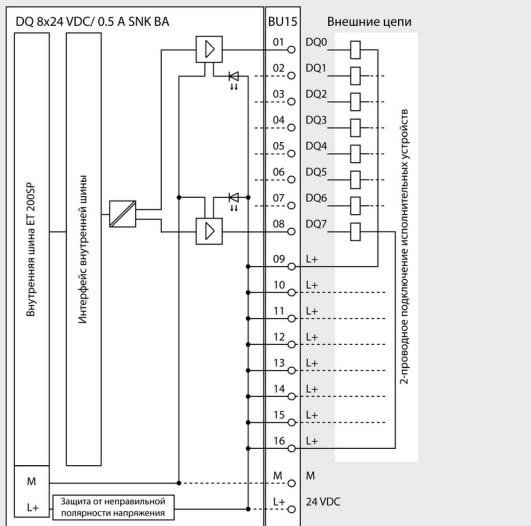 DQ 8x24 VDC/ 0.5 A SNK BA
BU15
Внешние цепи
01 DQ0
02 DQ1
03 DQ2
04 DQ3
05 DQ4
06 DQ5
07 DQ6
08 DQ7
09 L+
10 L+
11 L+
12 L+
13 L+
14 L+
15 L+
16 L+
Внутренняя шина ET 200SP
Интерфейс внутренней шины
2-проводное подключение исполнительных устройств
M
M M
L+
Защита от неправильной
полярности напряжения
L+ 24 VDC